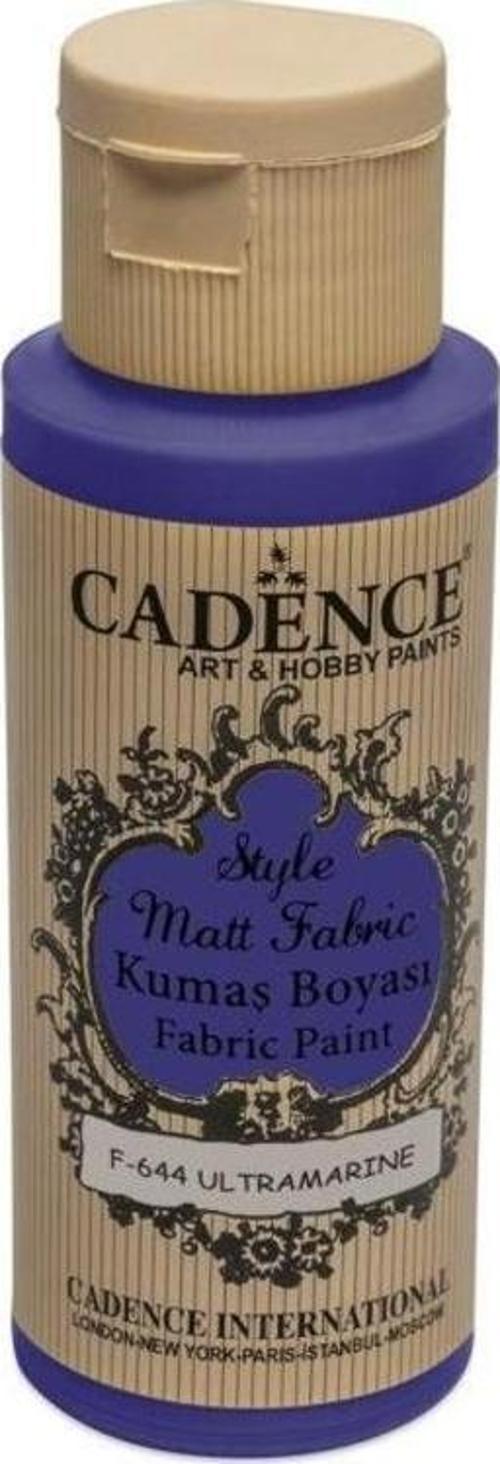 CADENCE®
ART & HOBBY PAINTS
Style
Matt Fabric
Kumaş Boyası
Fabric Paint
F-644 ULTRAMARINE
CADENCE INTERNATIONAL
LONDON-NEW YORK-PARIS-İSTANBUL-MOSCOW